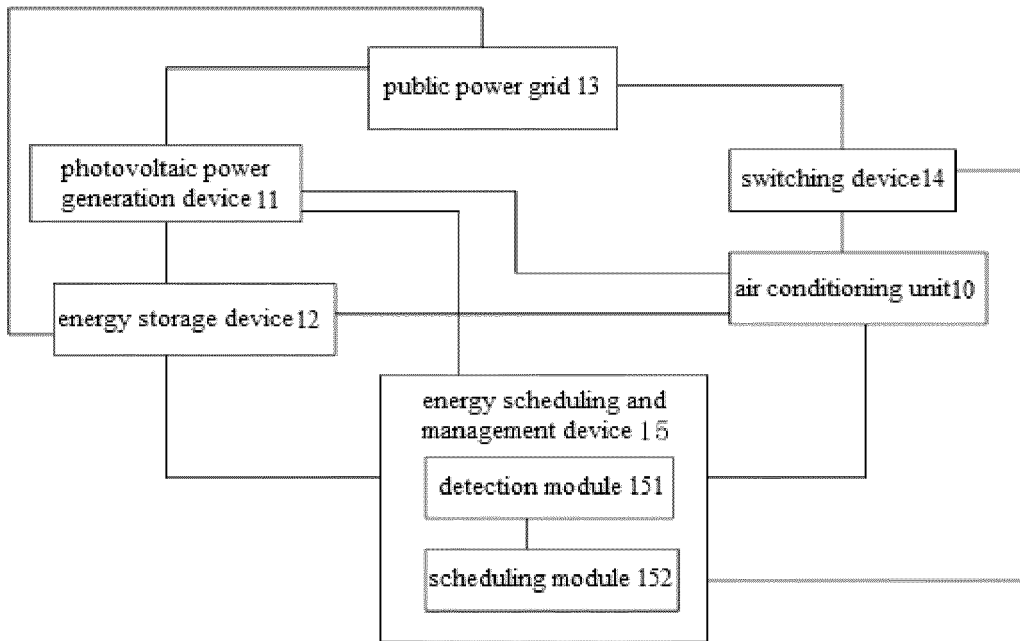 public power grid 13
photovoltaic power
generation device 11
switching device14
air conditioning unit10
energy storage device12
energy scheduling and
management device 15
detection module 151
scheduling module 152